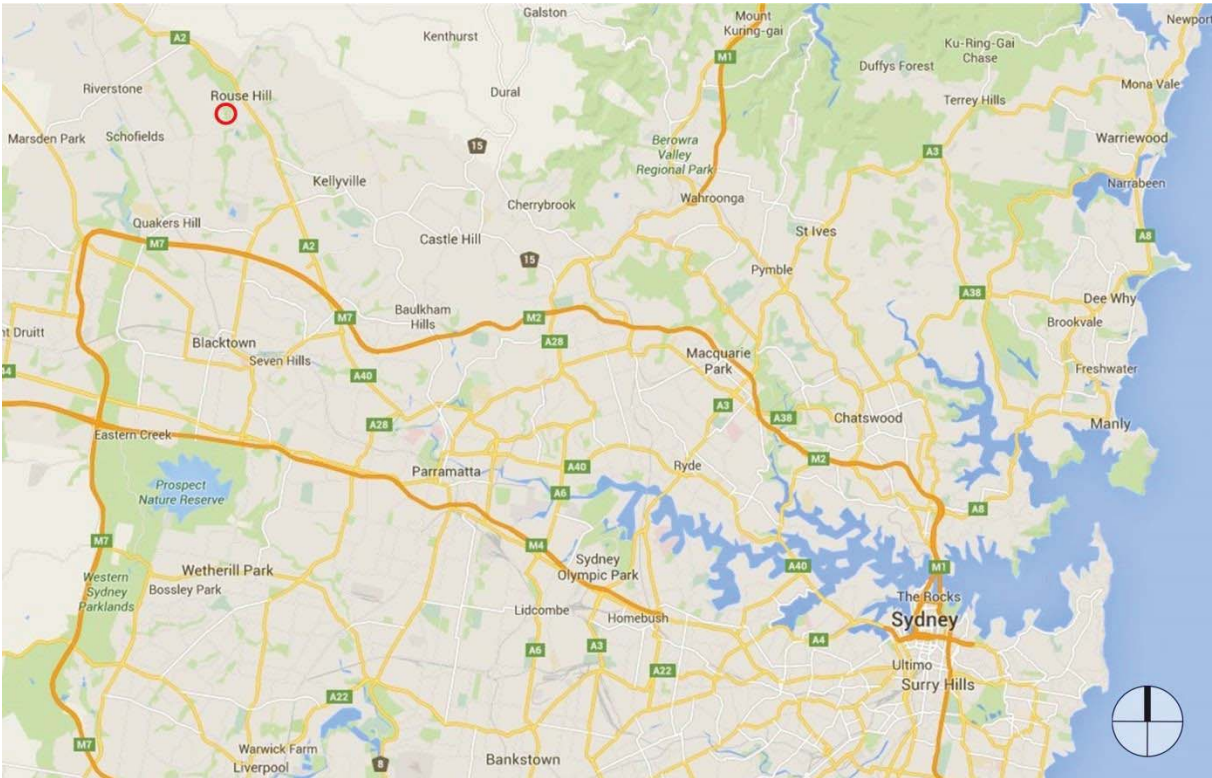 Galston
Mount
Kuring-gai
Newport
A2
Kenthurst
M1
Ku-Ring-Gai
Chase
Duffys Forest
Riverstone
Rouse Hill
Dural
Terrey Hills
Mona Vale
Marsden Park
Schofields
15
Berowra
Valley
Regional Park
A3
Warriewood
Kellyville
Narrabeen
Cherrybrook
Wahroonga
Quakers Hill
M7
A2
Castle Hill
15
St Ives
A8
Pymble
A38
Dee Why
M7
Baulkham
Hills
M2
Brookvale
nt Druitt
Blacktown
A28
Seven Hills
Macquarie
Park
Freshwater
44
A40
A3
A38
Chatswood
A28
Manly
Eastern Creek
M2
Parramatta
A40
Ryde
Prospect
Nature Reserve
A6
A8
M7
M4
Sydney
Olympic Park
A40
M1
Wetherill Park
Western
Sydney
Parklands
Bossley Park
The Rocks
Lidcombe
Homebush
Sydney
A6
A3
A4
A22
Ultimo
Surry Hills
A22
M7
Warwick Farm
Liverpool
8
Bankstown